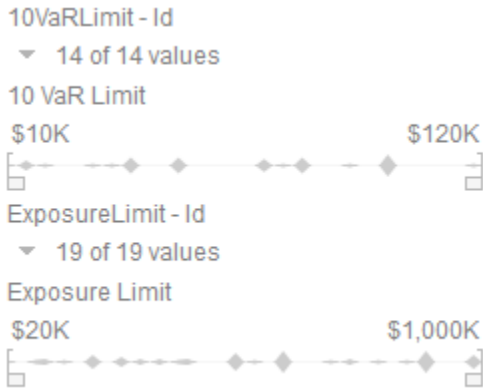 10VaRLimit - Id
14 of 14 values
10 VaR Limit
$10K $120K
ExposureLimit - Id
19 of 19 values
Exposure Limit
$20K $1,000K